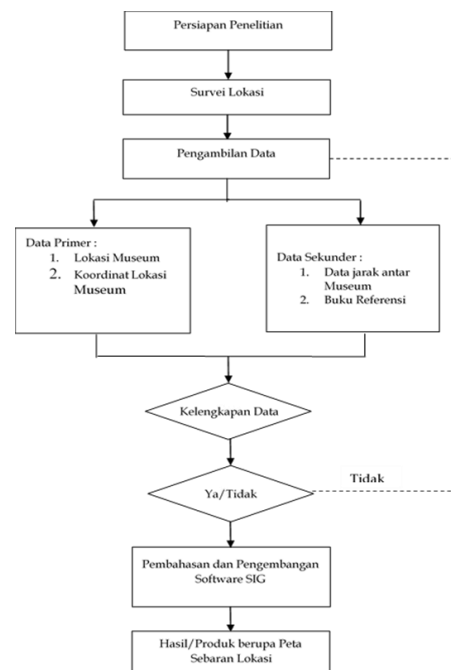 Persiapan Penelitian
Survei Lokasi
Pengambilan Data
Data Primer :
1. Lokasi Museum
2. Koordinat Lokasi
Museum
Data Sekunder :
1. Data jarak antar
Museum
2. Buku Referensi
Kelengkapan Data
Ya/Tidak
Tidak
Pembahasan dan Pengembangan
Software SIG
Hasil/Produk berupa Peta
Sebaran Lokasi